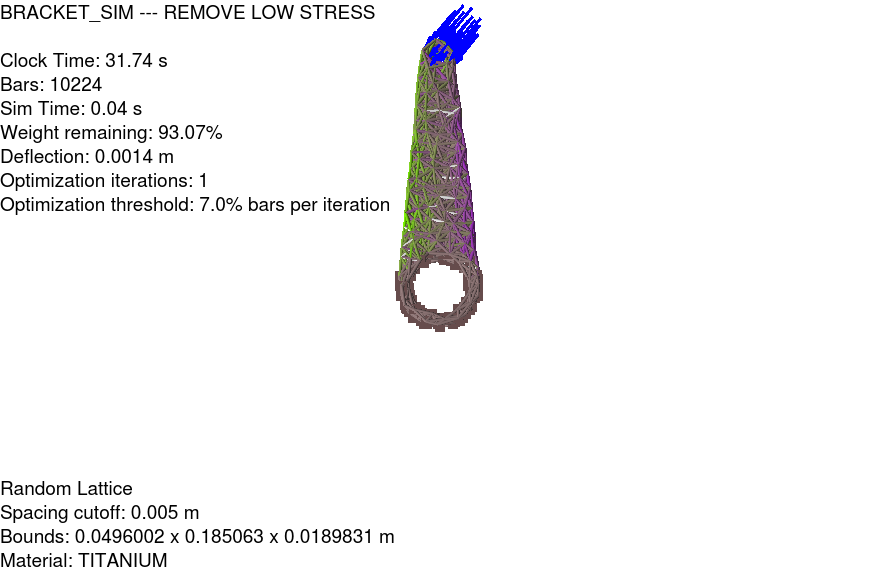 BRACKET_SIM --- REMOVE LOW STRESS
Clock Time: 31.74 s
Bars: 10224
Sim Time: 0.04 s
Weight remaining: 93.07%
Deflection: 0.0014 m
Optimization iterations: 1
Optimization threshold: 7.0% bars per iteration
Random Lattice
Spacing cutoff: 0.005 m
Bounds: 0.0496002 x 0.185063 x 0.0189831 m
Material: TITANIUM